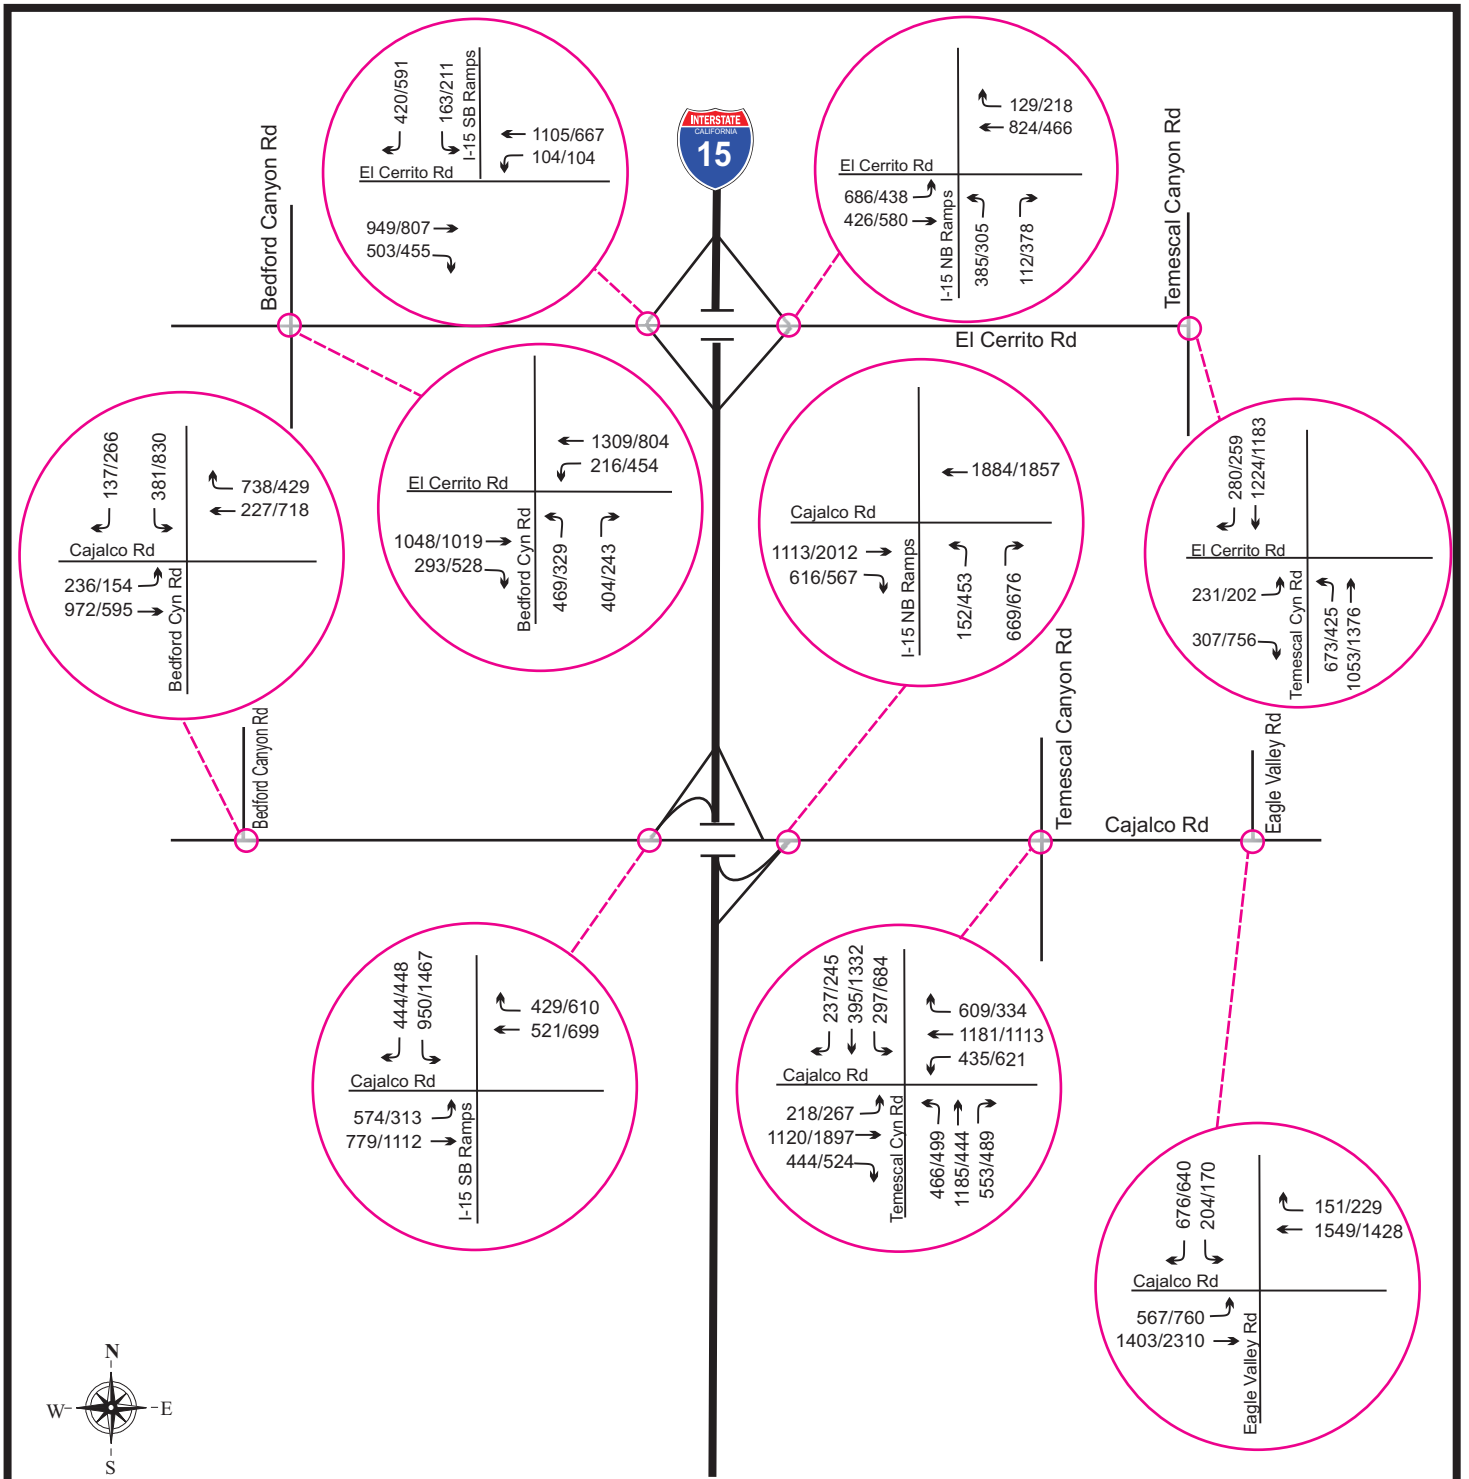 420/591
163/211
I-15 SB Ramps
1105/667
104/104
El Cerrito Rd
949/807
503/455
INTERSTATE
CALIFORNIA
15
129/218
824/466
El Cerrito Rd
686/438
426/580
I-15 NB Ramps
385/305
112/378
Bedford Canyon Rd
Temescal Canyon Rd
El Cerrito Rd
137/266
381/830
738/429
227/718
Cajalco Rd
236/154
972/595
Bedford Cyn Rd
1309/804
216/454
El Cerrito Rd
1048/1019
293/528
Bedford Cyn Rd
469/329
404/243
1884/1857
Cajalco Rd
1113/2012
616/567
I-15 NB Ramps
152/453
669/676
280/259
1224/183
El Cerrito Rd
231/202
307/756
Temescal Cyn Rd
673/425
1053/1376
Bedford Canyon Rd
Temescal Canyon Rd
Eagle Valley Rd
Cajalco Rd
444/448
950/1467
429/610
521/699
Cajalco Rd
574/313
779/1112
I-15 SB Ramps
237/245
395/1332
297/684
609/334
1181/1113
435/621
Cajalco Rd
218/267
1120/1897
444/524
Temescal Cyn Rd
466/499
1185/444
553/489
676/640
204/170
151/229
1549/1428
Cajalco Rd
567/760
1403/2310
Eagle Valley Rd
N
W
E
S